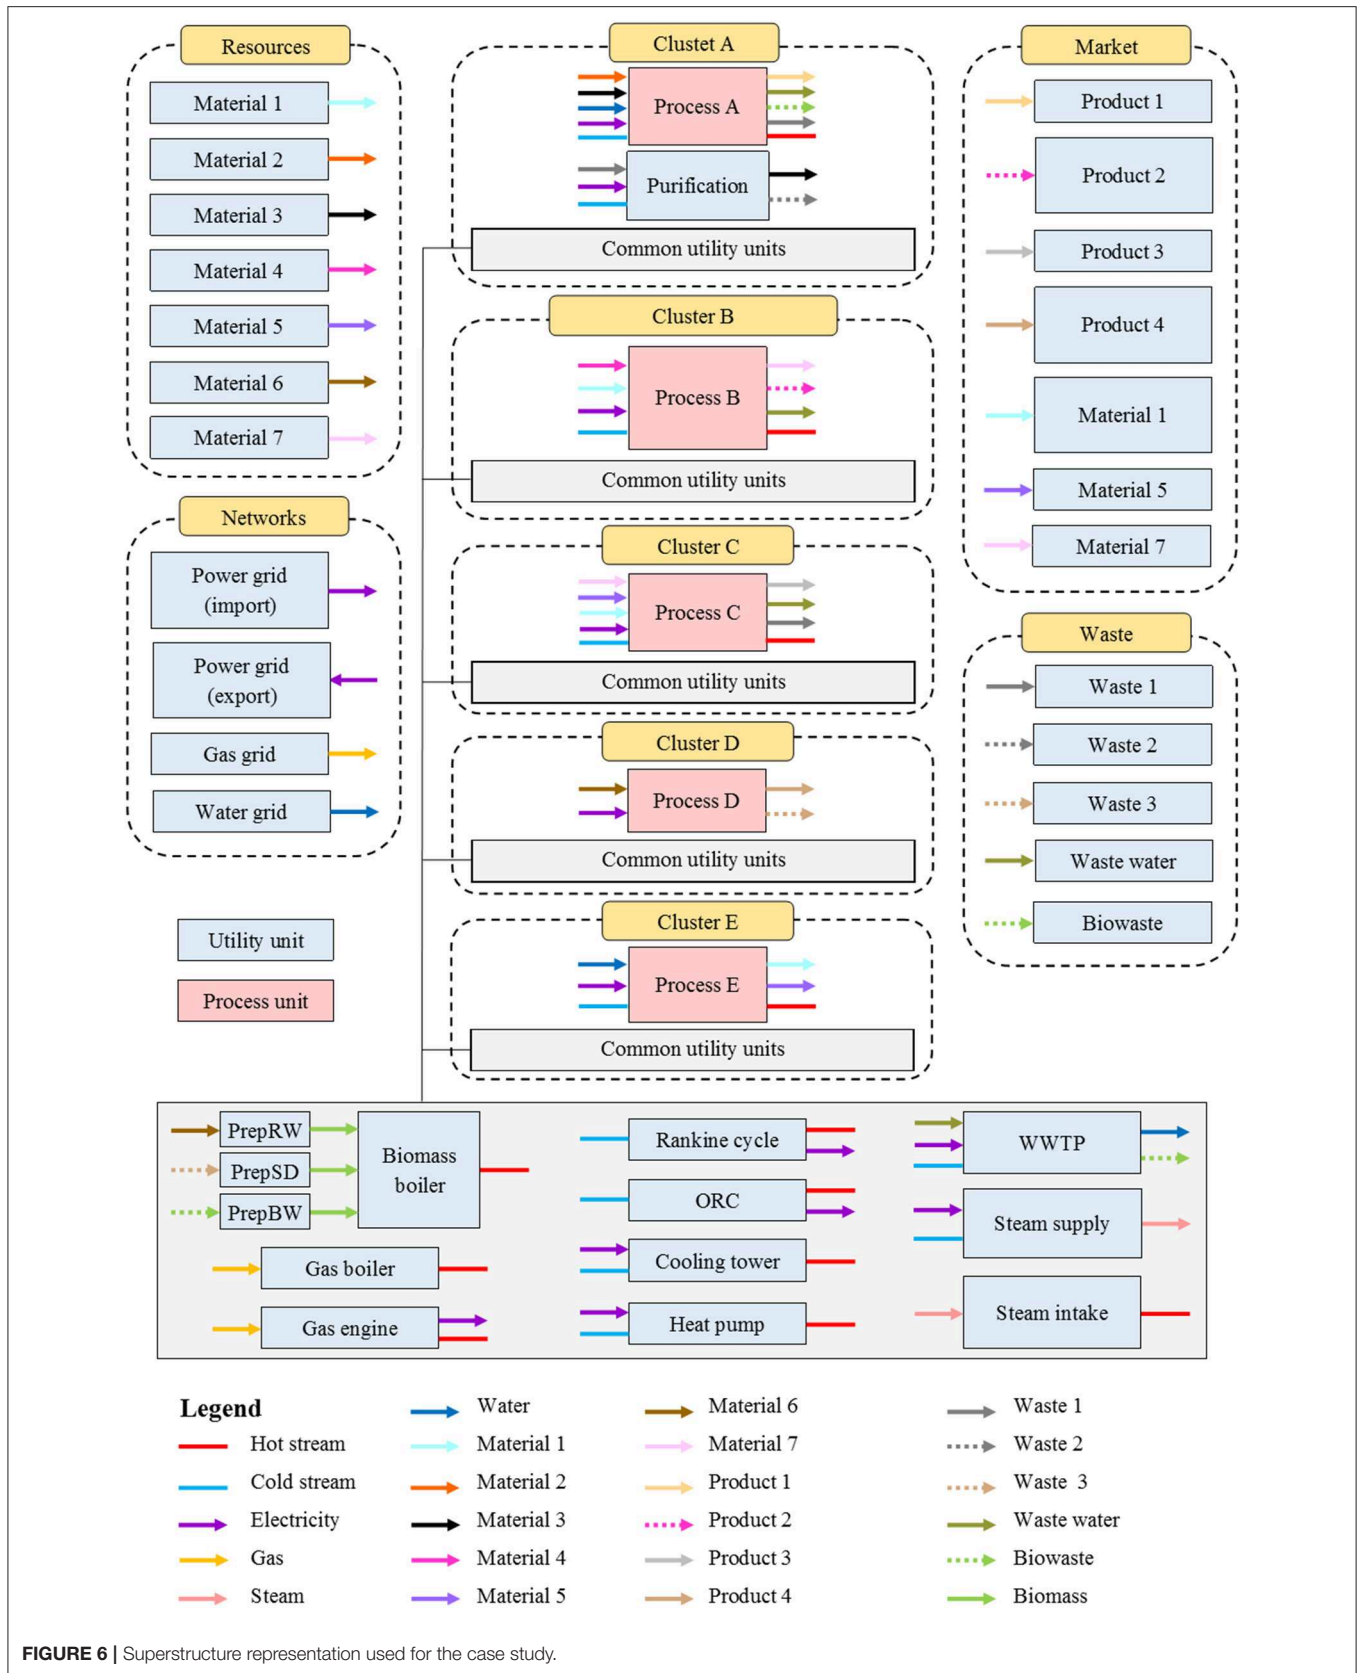 Resources
Material 1
Material 2
Material 3
Material 4
Material 5
Material 6
Material 7
Networks
Power grid
(import)
Power grid
(export)
Gas grid
Water grid
Utility unit
Process unit
Clustet A
Process A
Purification
Common utility units
Cluster B
Process B
Common utility units
Cluster C
Process C
Common utility units
Cluster D
Process D
Common utility units
Cluster E
Process E
Common utility units
Market
Product 1
Product 2
Product 3
Product 4
Material 1
Material 5
Material 7
Waste
Waste 1
Waste 2
Waste 3
Waste water
Biowaste
PrepRW
PrepSD
PrepBW
Biomass
boiler
Gas boiler
Gas engine
Rankine cycle
ORC
Cooling tower
Heat pump
WWTP
Steam supply
Steam intake
Legend
Hot stream
Cold stream
Electricity
Gas
Steam
Water
Material 1
Material 2
Material 3
Material 4
Material 5
Material 6
Material 7
Product 1
Product 2
Product 3
Product 4
Waste 1
Waste 2
Waste 3
Waste water
Biowaste
Biomass
FIGURE 6 | Superstructure representation used for the case study.